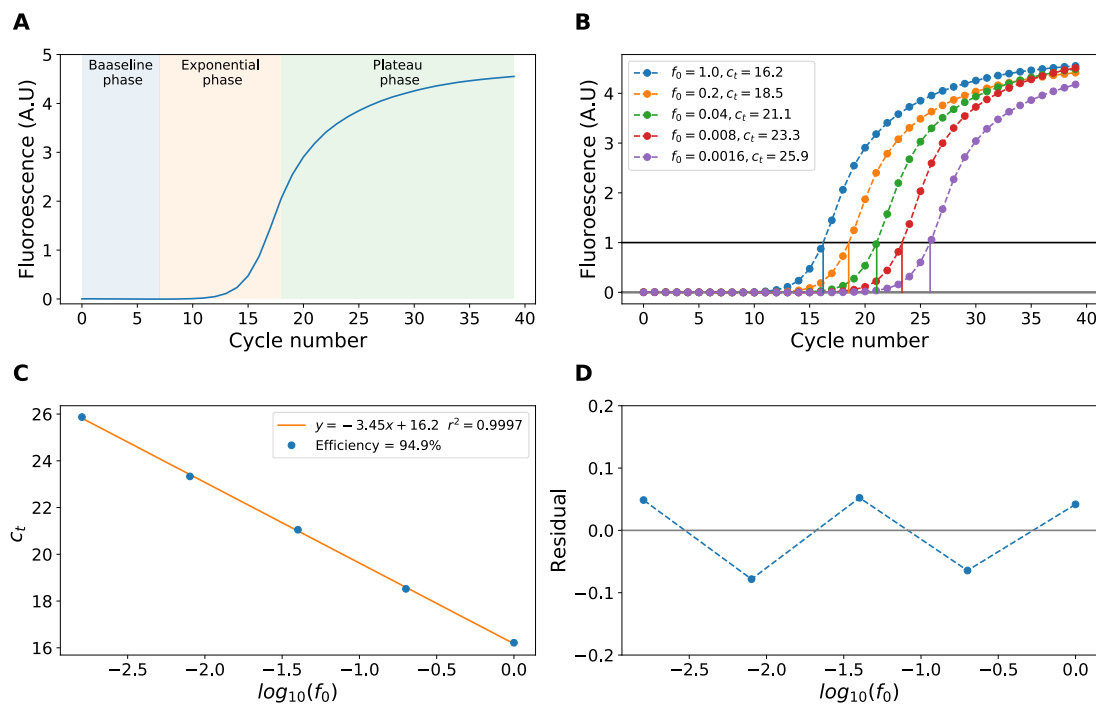 A
Baaseline
phase
Exponential
phase
Plateau
phase
5
4
3
2
1
0
Fluoroescence (A.U)
0 5 10 15 20 25 30 35 40
Cycle number
B
f₀ = 1.0, cₜ = 16.2
f₀ = 0.2, cₜ = 18.5
f₀ = 0.04, cₜ = 21.1
f₀ = 0.008, cₜ = 23.3
f₀ = 0.0016, cₜ = 25.9
4
3
2
1
0
Fluoroescence (A.U)
0 5 10 15 20 25 30 35 40
Cycle number
C
y = −3.45x + 16.2 r² = 0.9997
Efficiency = 94.9%
26
24
22
20
18
16
cₜ
−2.5 −2.0 −1.5 −1.0 −0.5 0.0
log₁₀(f₀)
D
0.2
0.1
0.0
−0.1
−0.2
Residual
−2.5 −2.0 −1.5 −1.0 −0.5 0.0
log₁₀(f₀)